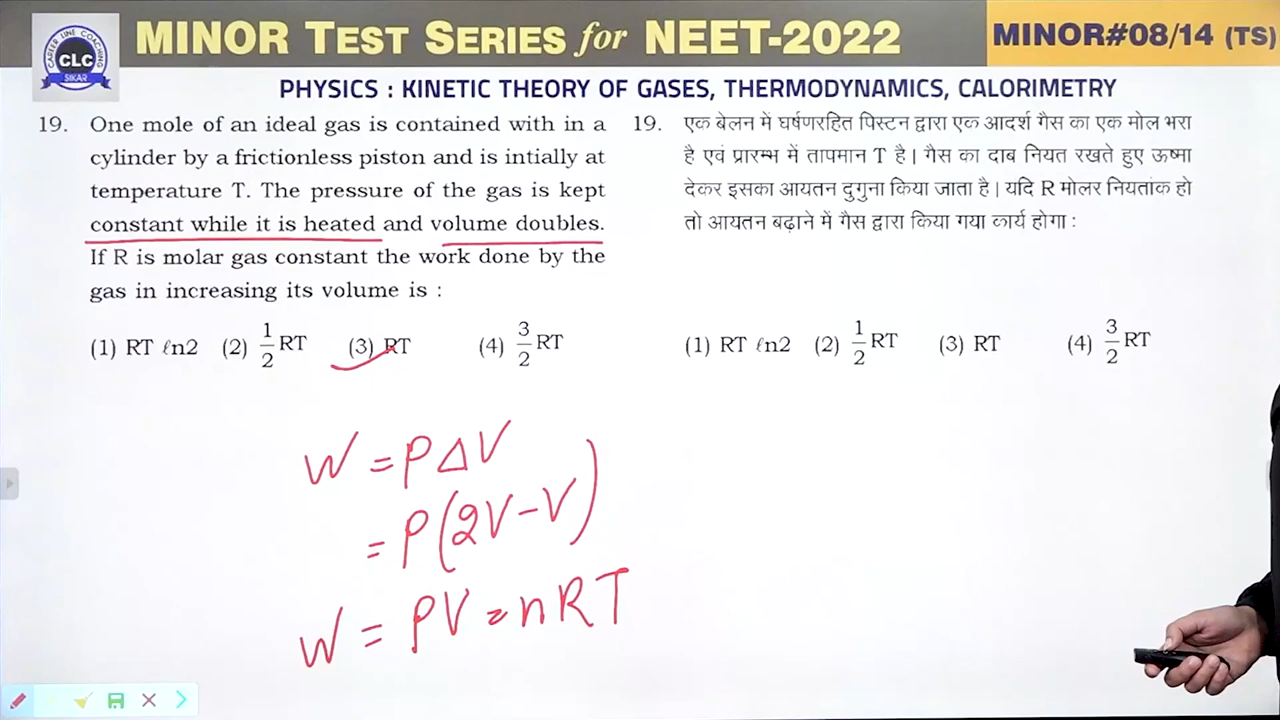 CAREER LINE COACHING
CLC
SIKAR
MINOR TEST SERIES for NEET-2022
MINOR#08/14 (TS)
PHYSICS : KINETIC THEORY OF GASES, THERMODYNAMICS, CALORIMETRY
19. One mole of an ideal gas is contained with in a
cylinder by a frictionless piston and is intially at
temperature T. The pressure of the gas is kept
constant while it is heated and volume doubles.
If R is molar gas constant the work done by the
gas in increasing its volume is :
(1) RT ℓn2 (2) 1/2 RT (3) RT (4) 3/2 RT
19. एक बेलन में घर्षणरहित पिस्टन द्वारा एक आदर्श गैस का एक मोल भरा
है एवं प्रारम्भ में तापमान T है। गैस का दाब नियत रखते हुए ऊष्मा
देकर इसका आयतन दुगुना किया जाता है। यदि R मोलर नियतांक हो
तो आयतन बढ़ाने में गैस द्वारा किया गया कार्य होगा :
(1) RT ℓn2 (2) 1/2 RT (3) RT (4) 3/2 RT
W = PΔV
= P(2V-V)
W = PV = nRT